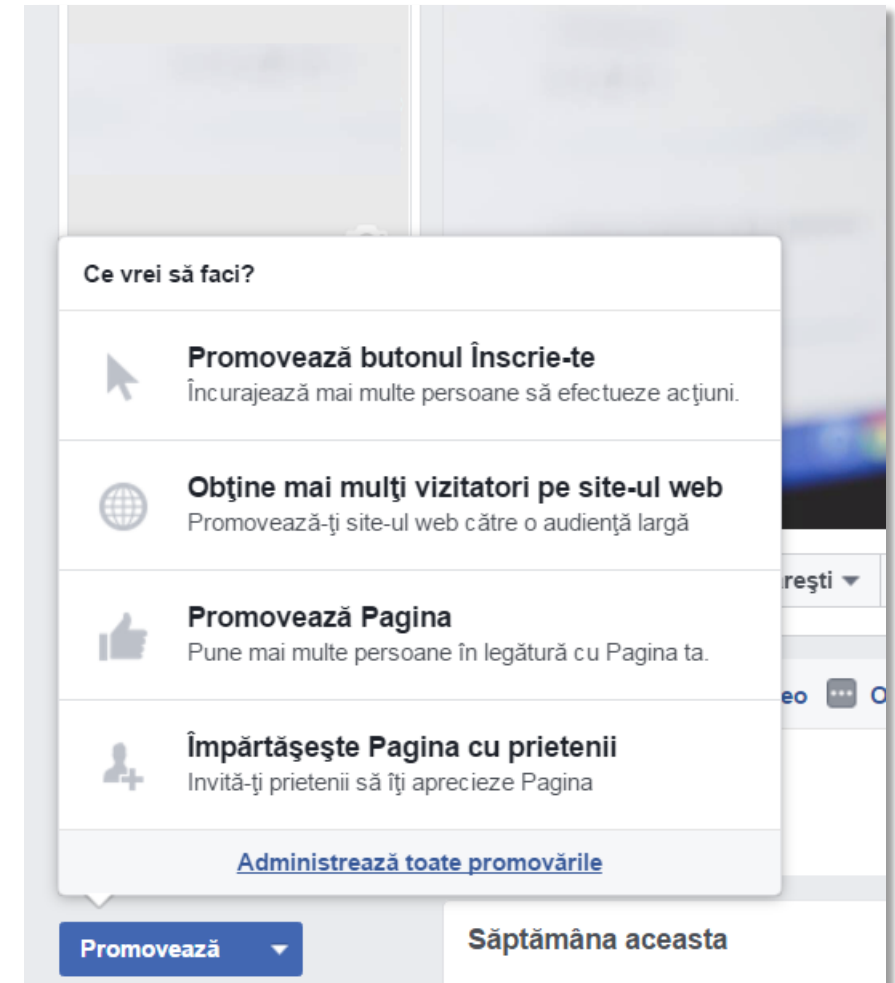 Ce vrei să faci?
Promovează butonul Înscrie-te
Încurajează mai multe persoane să efectueze acţiuni.
Obţine mai mulţi vizitatori pe site-ul web
Promovează-ţi site-ul web către o audienţă largă
Promovează Pagina
Pune mai multe persoane în legătură cu Pagina ta.
reşti
eo
Împărtăşeşte Pagina cu prietenii
Invită-ţi prietenii să îţi aprecieze Pagina
Administrează toate promovările
Promovează
Săptămâna aceasta